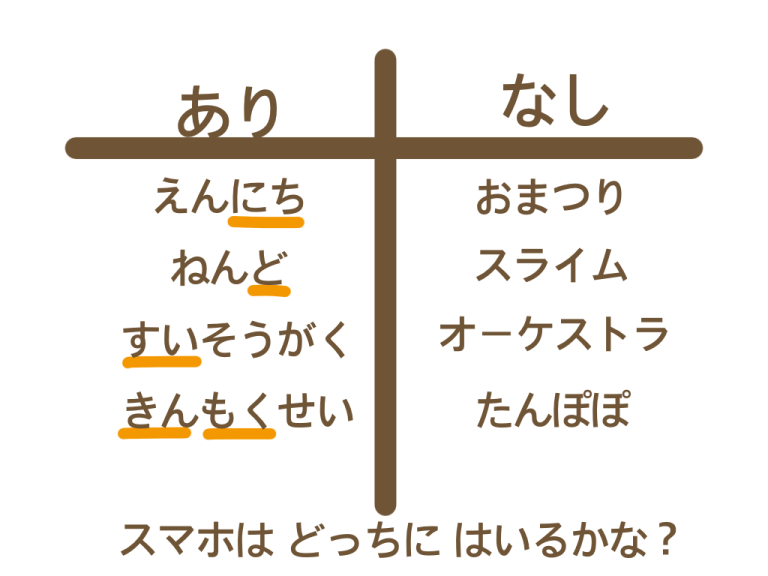 あり なし
えんにち おまつり
ねんど スライム
すいそうがく オーケストラ
きんもくせい たんぽぽ
スマホは どっちに はいるかな？